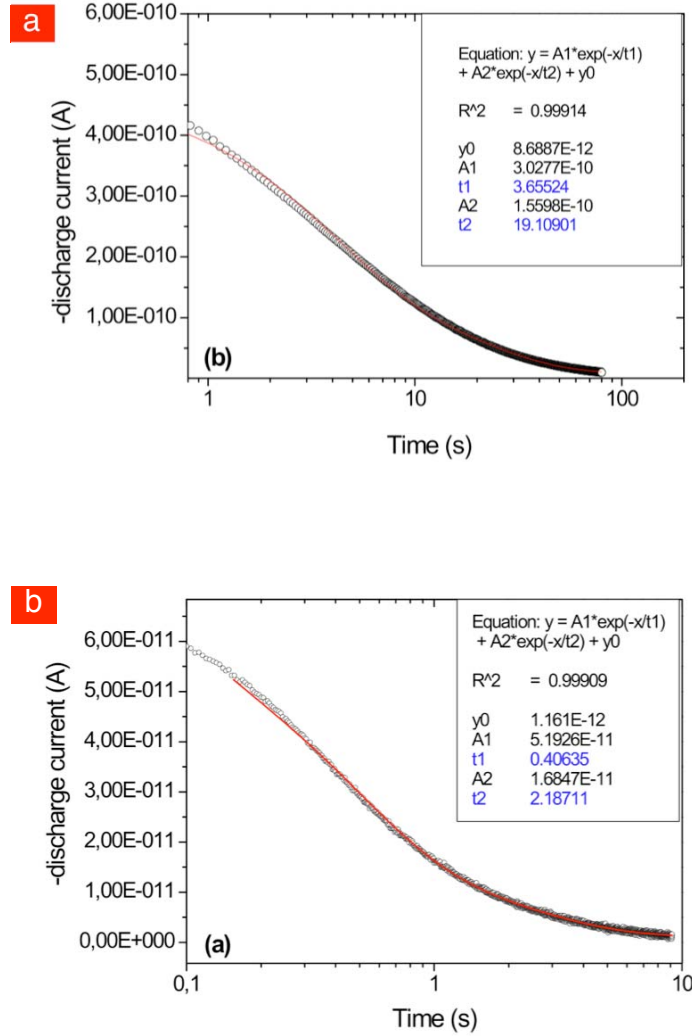 a
6,00E-010
5,00E-010
4,00E-010
3,00E-010
2,00E-010
1,00E-010
-discharge current (A)
Equation: y = A1*exp(-x/t1)
+ A2*exp(-x/t2) + y0
R^2 = 0.99914
y0 8.6887E-12
A1 3.0277E-10
t1 3.65524
A2 1.5598E-10
t2 19.10901
(b)
1 10 100
Time (s)
b
6,00E-011
5,00E-011
4,00E-011
3,00E-011
2,00E-011
1,00E-011
0,00E+000
-discharge current (A)
Equation: y = A1*exp(-x/t1)
+ A2*exp(-x/t2) + y0
R^2 = 0.99909
y0 1.161E-12
A1 5.1926E-11
t1 0.40635
A2 1.6847E-11
t2 2.18711
(a)
0,1 1 10
Time (s)